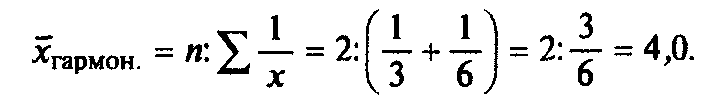 x̄гармон. = n: ∑ 1/x = 2: (1/3 + 1/6) = 2: 3/6 = 4,0.